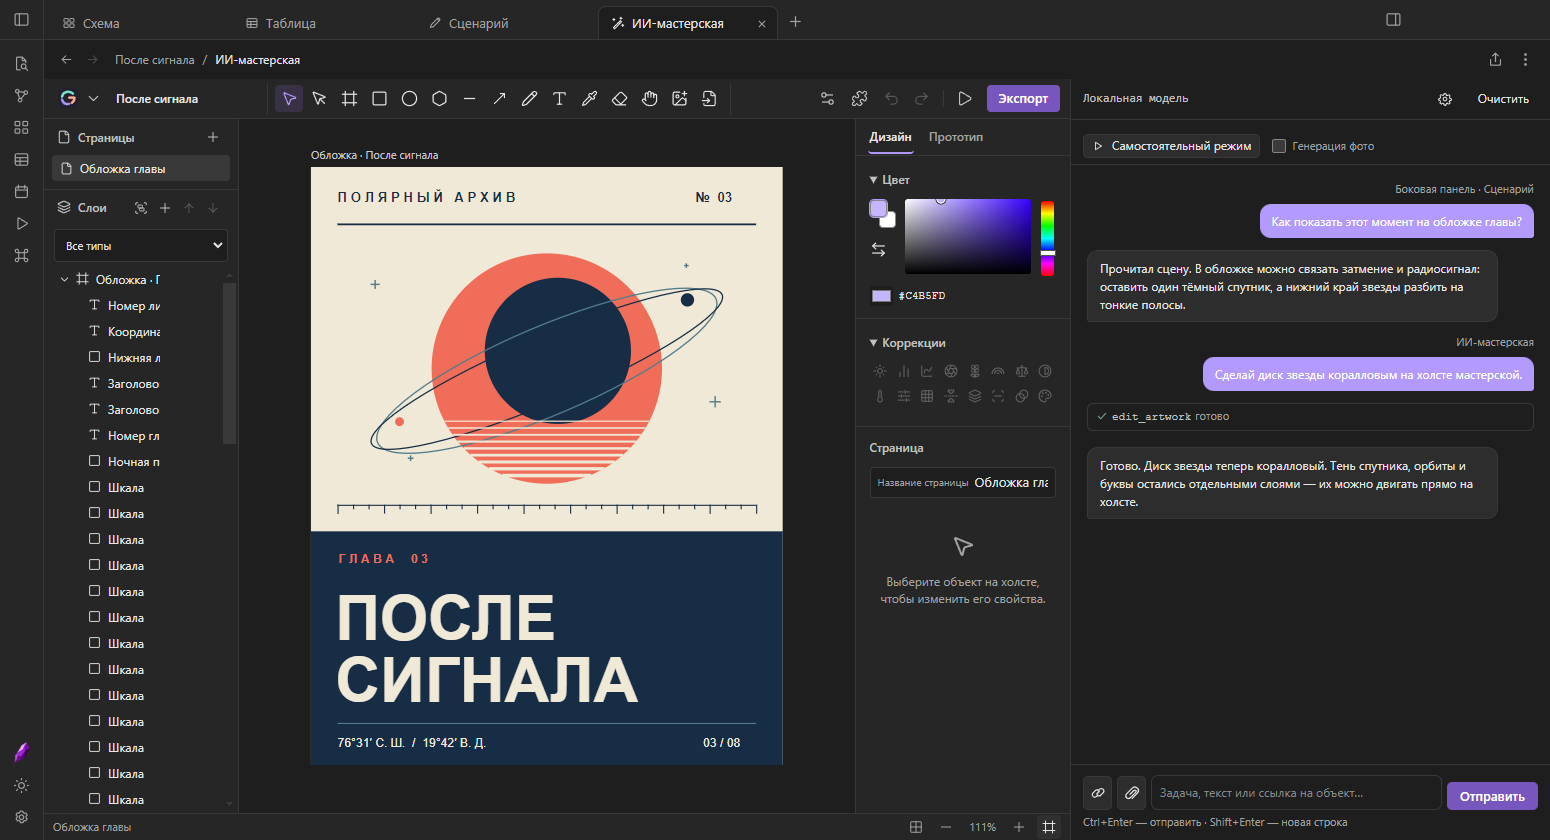 Схема
Таблица
Сценарий
ИИ-мастерская
После сигнала / ИИ-мастерская
После сигнала
Экспорт
Страницы
Обложка главы
Слои
Все типы
Обложка · Г
Номер ли
Координа
Нижняя л
Заголово
Заголово
Номер гл
Ночная п
Шкала
Шкала
Шкала
Шкала
Шкала
Шкала
Шкала
Шкала
Шкала
Шкала
Шкала
Шкала
Шкала
Обложка · После сигнала
ПОЛЯРНЫЙ АРХИВ
№ 03
ГЛАВА 03
ПОСЛЕ
СИГНАЛА
76°31′ С. Ш. / 19°42′ В. Д.
03 / 08
Обложка главы
111%
Дизайн
Прототип
Цвет
#C4B5FD
Коррекции
Страница
Название страницы Обложка гла
Выберите объект на холсте,
чтобы изменить его свойства.
Локальная модель
Очистить
Самостоятельный режим
Генерация фото
Боковая панель · Сценарий
Как показать этот момент на обложке главы?
Прочитал сцену. В обложке можно связать затмение и радиосигнал:
оставить один тёмный спутник, а нижний край звезды разбить на
тонкие полосы.
ИИ-мастерская
Сделай диск звезды коралловым на холсте мастерской.
edit_artwork готово
Готово. Диск звезды теперь коралловый. Тень спутника, орбиты и
буквы остались отдельными слоями — их можно двигать прямо на
холсте.
Задача, текст или ссылка на объект...
Отправить
Ctrl+Enter — отправить · Shift+Enter — новая строка